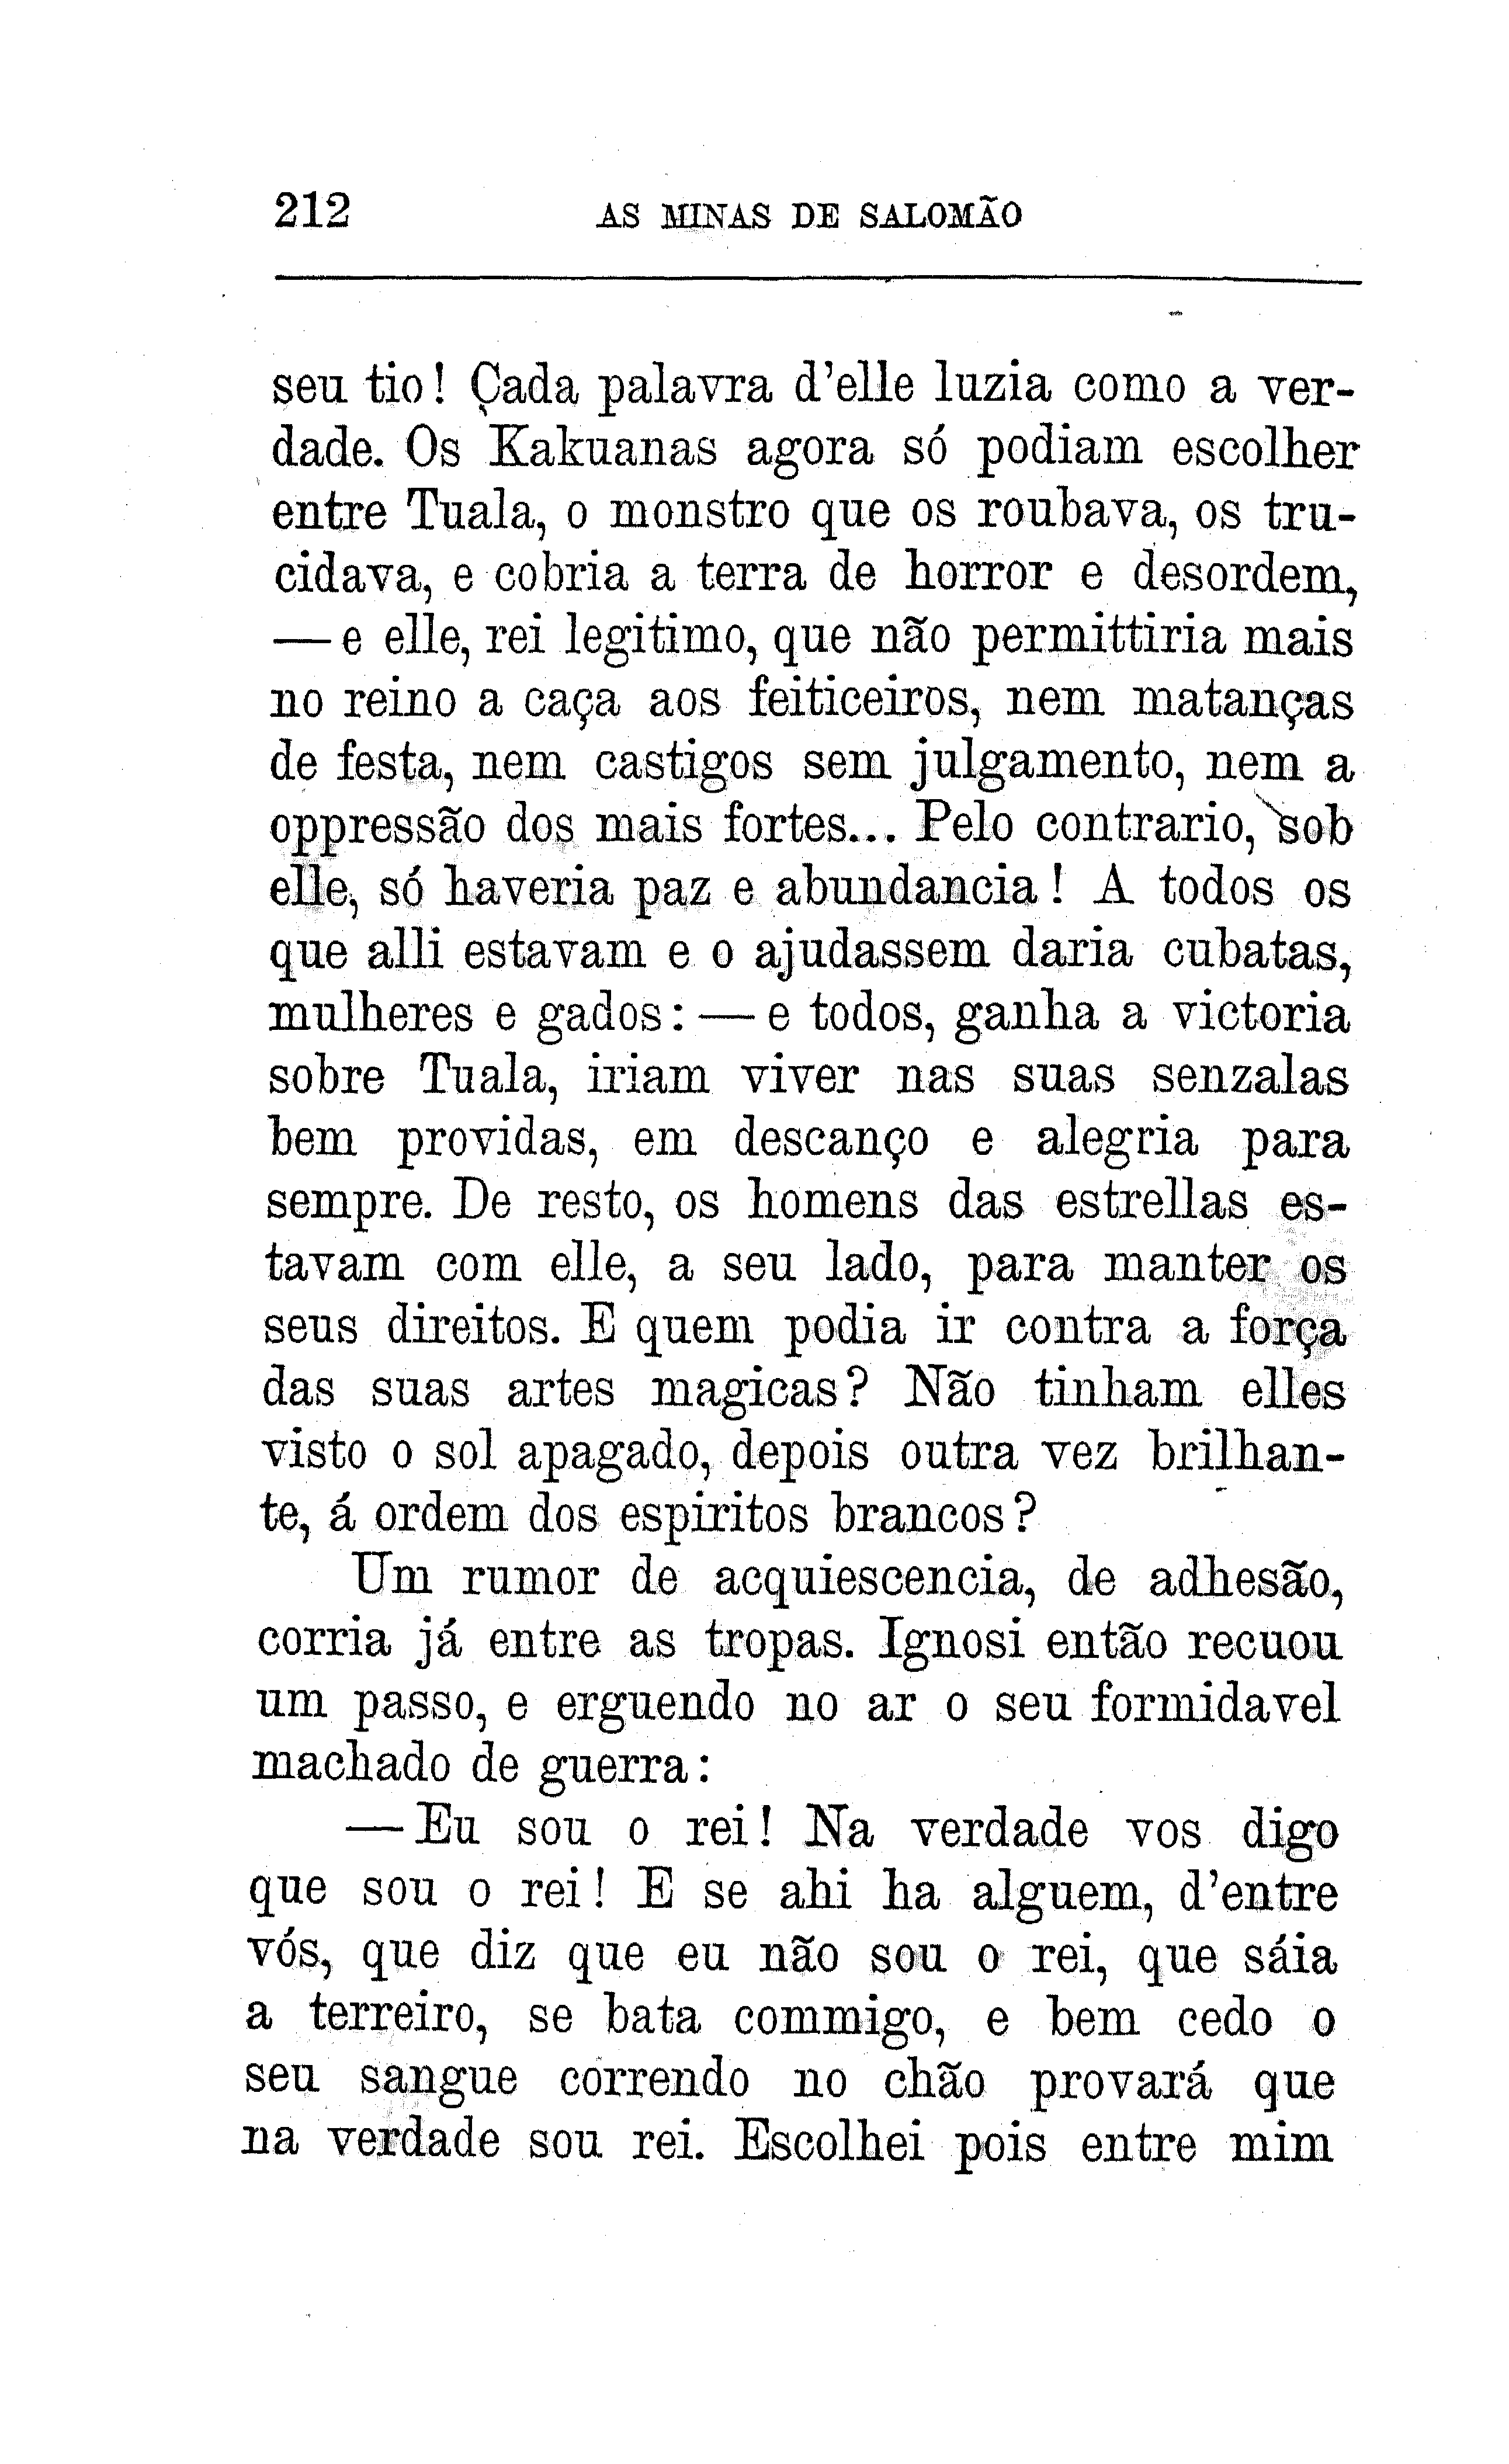 212 AS MINAS DE SALOMÃO
seu tio! Cada palavra d'elle luzia como a ver-
dade. Os Kakuanas agora só podiam escolher
entre Tuala, o monstro que os roubava, os tru-
cidava, e cobria a terra de horror e desordem,
—e elle, rei legitimo, que não permittiria mais
no reino a caça aos feiticeiros, nem matanças
de festa, nem castigos sem julgamento, nem a
oppressão dos mais fortes... Pelo contrario, sob
elle, só haveria paz e abundancia! A todos os
que alli estavam e o ajudassem daria cubatas,
mulheres e gados:—e todos, ganha a victoria
sobre Tuala, iriam viver nas suas senzalas
bem providas, em descanço e alegria para
sempre. De resto, os homens das estrellas es-
tavam com elle, a seu lado, para manter os
seus direitos. E quem podia ir contra a força
das suas artes magicas? Não tinham elles
visto o sol apagado, depois outra vez brilhan-
te, á ordem dos espiritos brancos?
Um rumor de acquiescencia, de adhesão,
corria já entre as tropas. Ignosi então recuou
um passo, e erguendo no ar o seu formidavel
machado de guerra:
—Eu sou o rei! Na verdade vos digo
que sou o rei! E se ahi ha alguem, d'entre
vós, que diz que eu não sou o rei, que sáia
a terreiro, se bata commigo, e bem cedo o
seu sangue correndo no chão provará que
na verdade sou rei. Escolhei pois entre mim